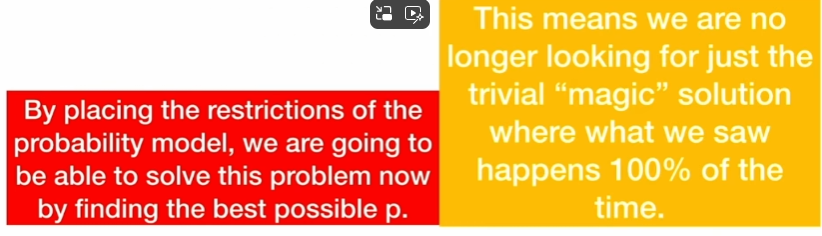 By placing the restrictions of the
probability model, we are going to
be able to solve this problem now
by finding the best possible p.
This means we are no
longer looking for just the
trivial “magic” solution
where what we saw
happens 100% of the
time.